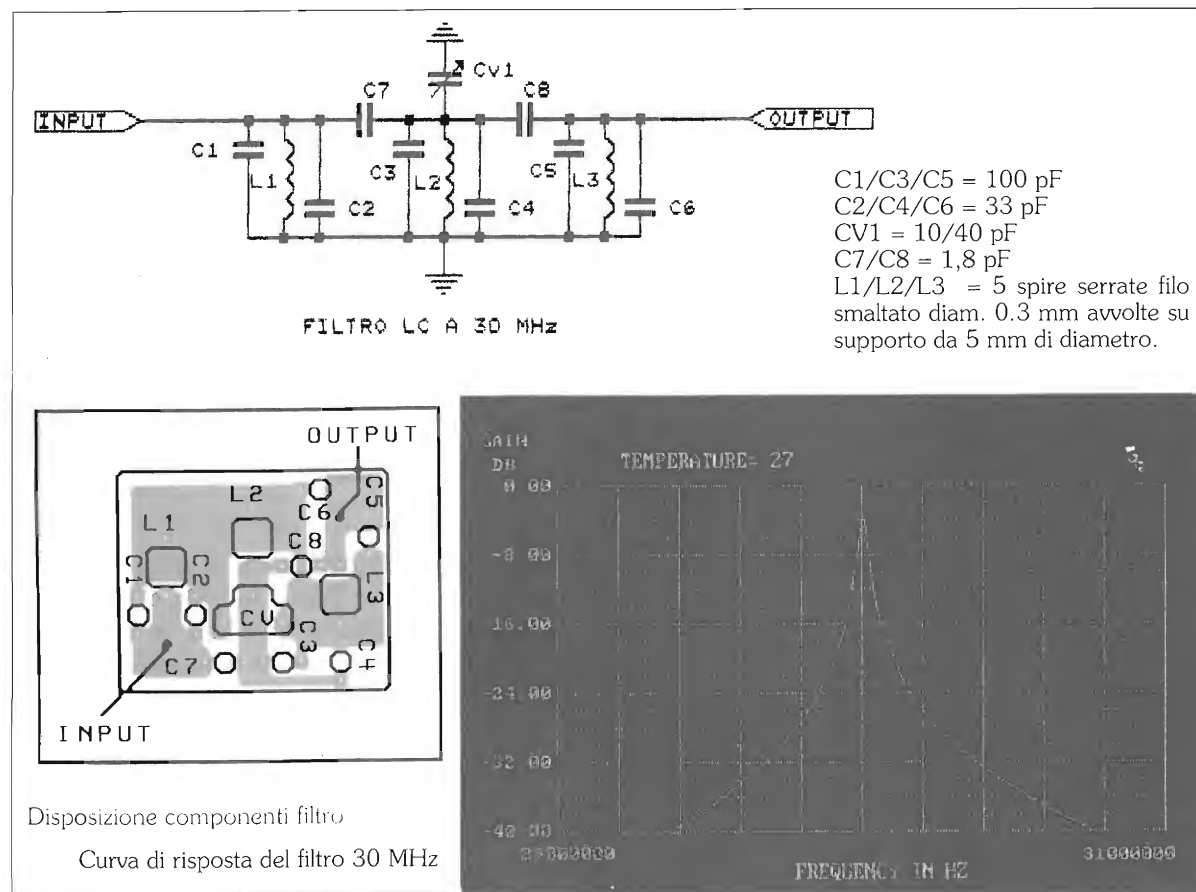 Cv1
C7
C8
INPUT
OUTPUT
C1
L1
C2
C3
L2
C4
C5
L3
C6
FILTRO LC A 30 MHz
C1/C3/C5 = 100 pF
C2/C4/C6 = 33 pF
CV1 = 10/40 pF
C7/C8 = 1,8 pF
L1/L2/L3 = 5 spire serrate filo
smaltato diam. 0.3 mm avvolte su
supporto da 5 mm di diametro.
OUTPUT
L1
L2
C6
C5
C8
C1
C2
CV
L3
C7
C3
C4
INPUT
Disposizione componenti filtro
Curva di risposta del filtro 30 MHz
GAIN
DB
TEMPERATURE= 27
0.00
-8.00
16.00
-24.00
-32.00
-40.00
31000000
FREQUENCY IN HZ